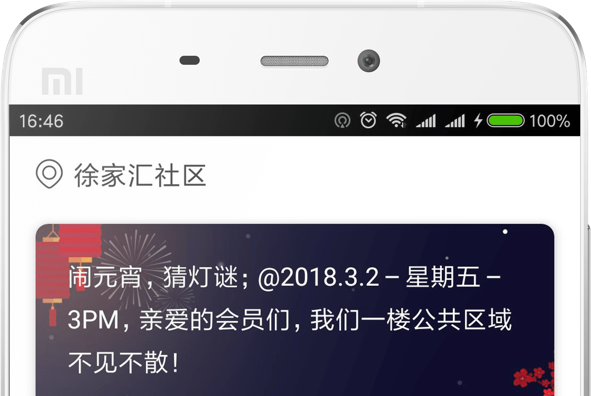 mi
16:46 100%
徐家汇社区
闹元宵，猜灯谜；@2018.3.2 – 星期五 –
3PM，亲爱的会员们，我们一楼公共区域
不见不散！